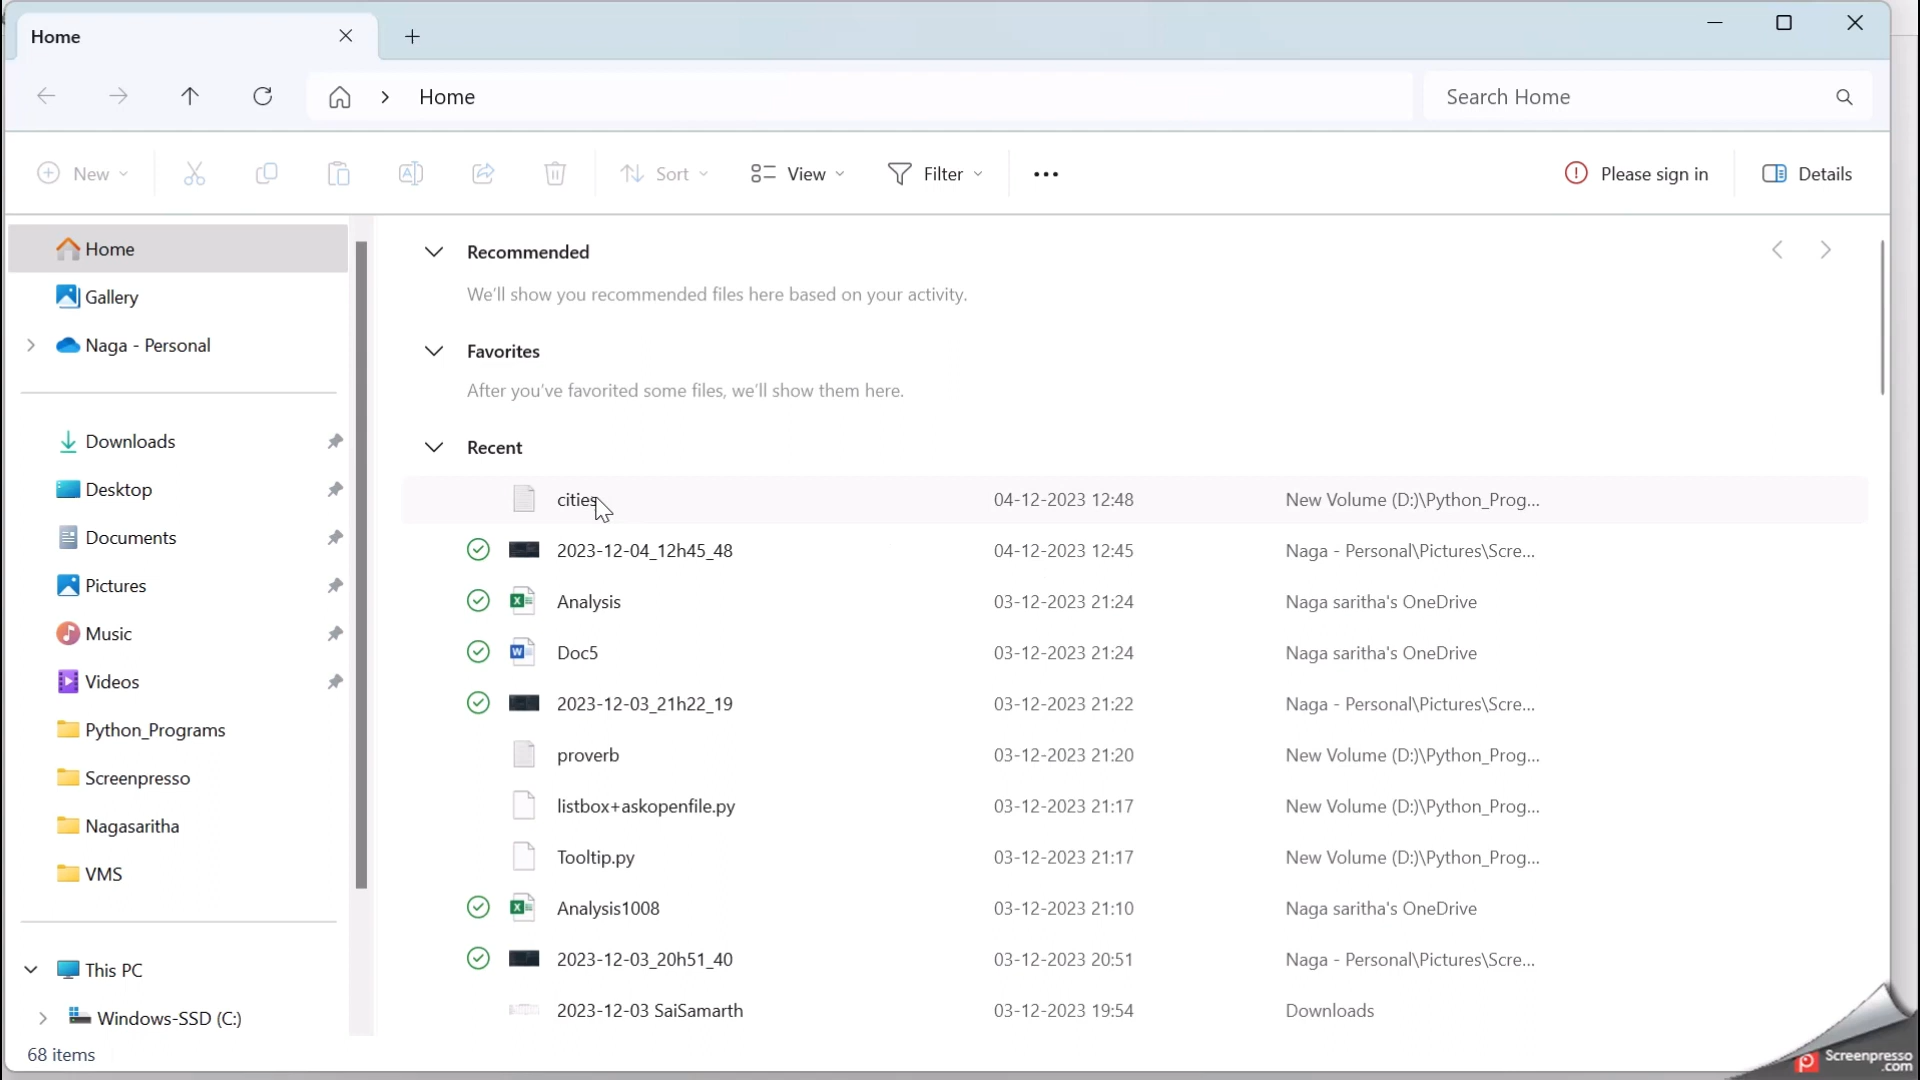 Home
Home
Search Home
New
Sort
View
Filter
Please sign in
Details
Home
Gallery
Naga - Personal
Downloads
Desktop
Documents
Pictures
Music
Videos
Python_Programs
Screenpresso
Nagasaritha
VMS
This PC
Windows-SSD (C:)
68 items
Recommended
We'll show you recommended files here based on your activity.
Favorites
After you've favorited some files, we'll show them here.
Recent
cities 04-12-2023 12:48 New Volume (D:)\Python_Prog...
2023-12-04_12h45_48 04-12-2023 12:45 Naga - Personal\Pictures\Scre...
Analysis 03-12-2023 21:24 Naga saritha's OneDrive
Doc5 03-12-2023 21:24 Naga saritha's OneDrive
2023-12-03_21h22_19 03-12-2023 21:22 Naga - Personal\Pictures\Scre...
proverb 03-12-2023 21:20 New Volume (D:)\Python_Prog...
listbox+askopenfile.py 03-12-2023 21:17 New Volume (D:)\Python_Prog...
Tooltip.py 03-12-2023 21:17 New Volume (D:)\Python_Prog...
Analysis1008 03-12-2023 21:10 Naga saritha's OneDrive
2023-12-03_20h51_40 03-12-2023 20:51 Naga - Personal\Pictures\Scre...
2023-12-03 SaiSamarth 03-12-2023 19:54 Downloads
Screenpresso
.com